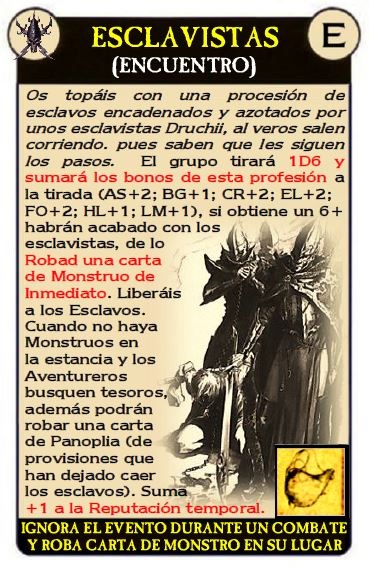 ESCLAVISTAS
E
(ENCUENTRO)
Os topáis con una procesión de
esclavos encadenados y azotados por
unos esclavistas Druchii, al veros salen
corriendo. pues saben que les siguen
los pasos. El grupo tirará 1D6 y
sumará los bonos de esta profesión a
la tirada (AS+2; BG+1; CR+2; EL+2;
FO+2; HL+1; LM+1), si obtiene un 6+
habrán acabado con los
esclavistas, de lo
Robad una carta
de Monstruo de
Inmediato. Liberáis
a los Esclavos.
Cuando no haya
Monstruos en
la estancia y los
Aventureros
busquen tesoros,
además podrán
robar una carta
de Panoplia (de
provisiones que
han dejado caer
los esclavos). Suma
+1 a la Reputación temporal.
IGNORA EL EVENTO DURANTE UN COMBATE
Y ROBA CARTA DE MONSTRO EN SU LUGAR